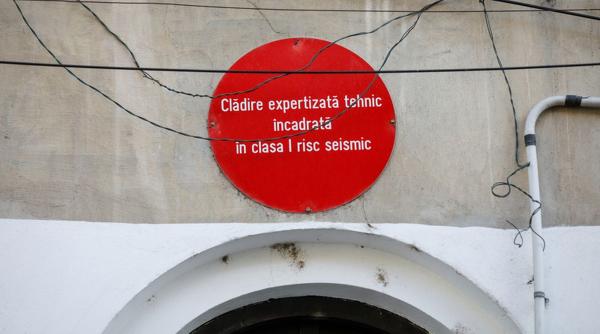 Clădire expertizată tehnic
încadrată
în clasa I risc seismic